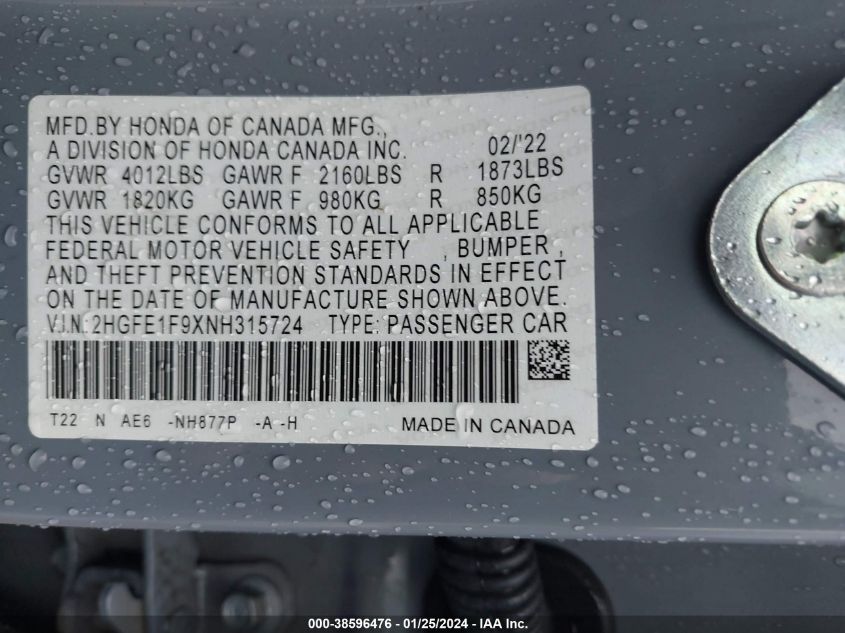 MFD.BY HONDA OF CANADA MFG.,
A DIVISION OF HONDA CANADA INC. 02/'22
GVWR 4012LBS GAWR F 2160LBS R 1873LBS
GVWR 1820KG GAWR F 980KG R 850KG
THIS VEHICLE CONFORMS TO ALL APPLICABLE
FEDERAL MOTOR VEHICLE SAFETY , BUMPER ,
AND THEFT PREVENTION STANDARDS IN EFFECT
ON THE DATE OF MANUFACTURE SHOWN ABOVE.
V.I.N.:2HGFE1F9XNH315724 TYPE: PASSENGER CAR
T22 N AE6 -NH877P -A -H MADE IN CANADA
000-38596476 - 01/25/2024 - IAA Inc.